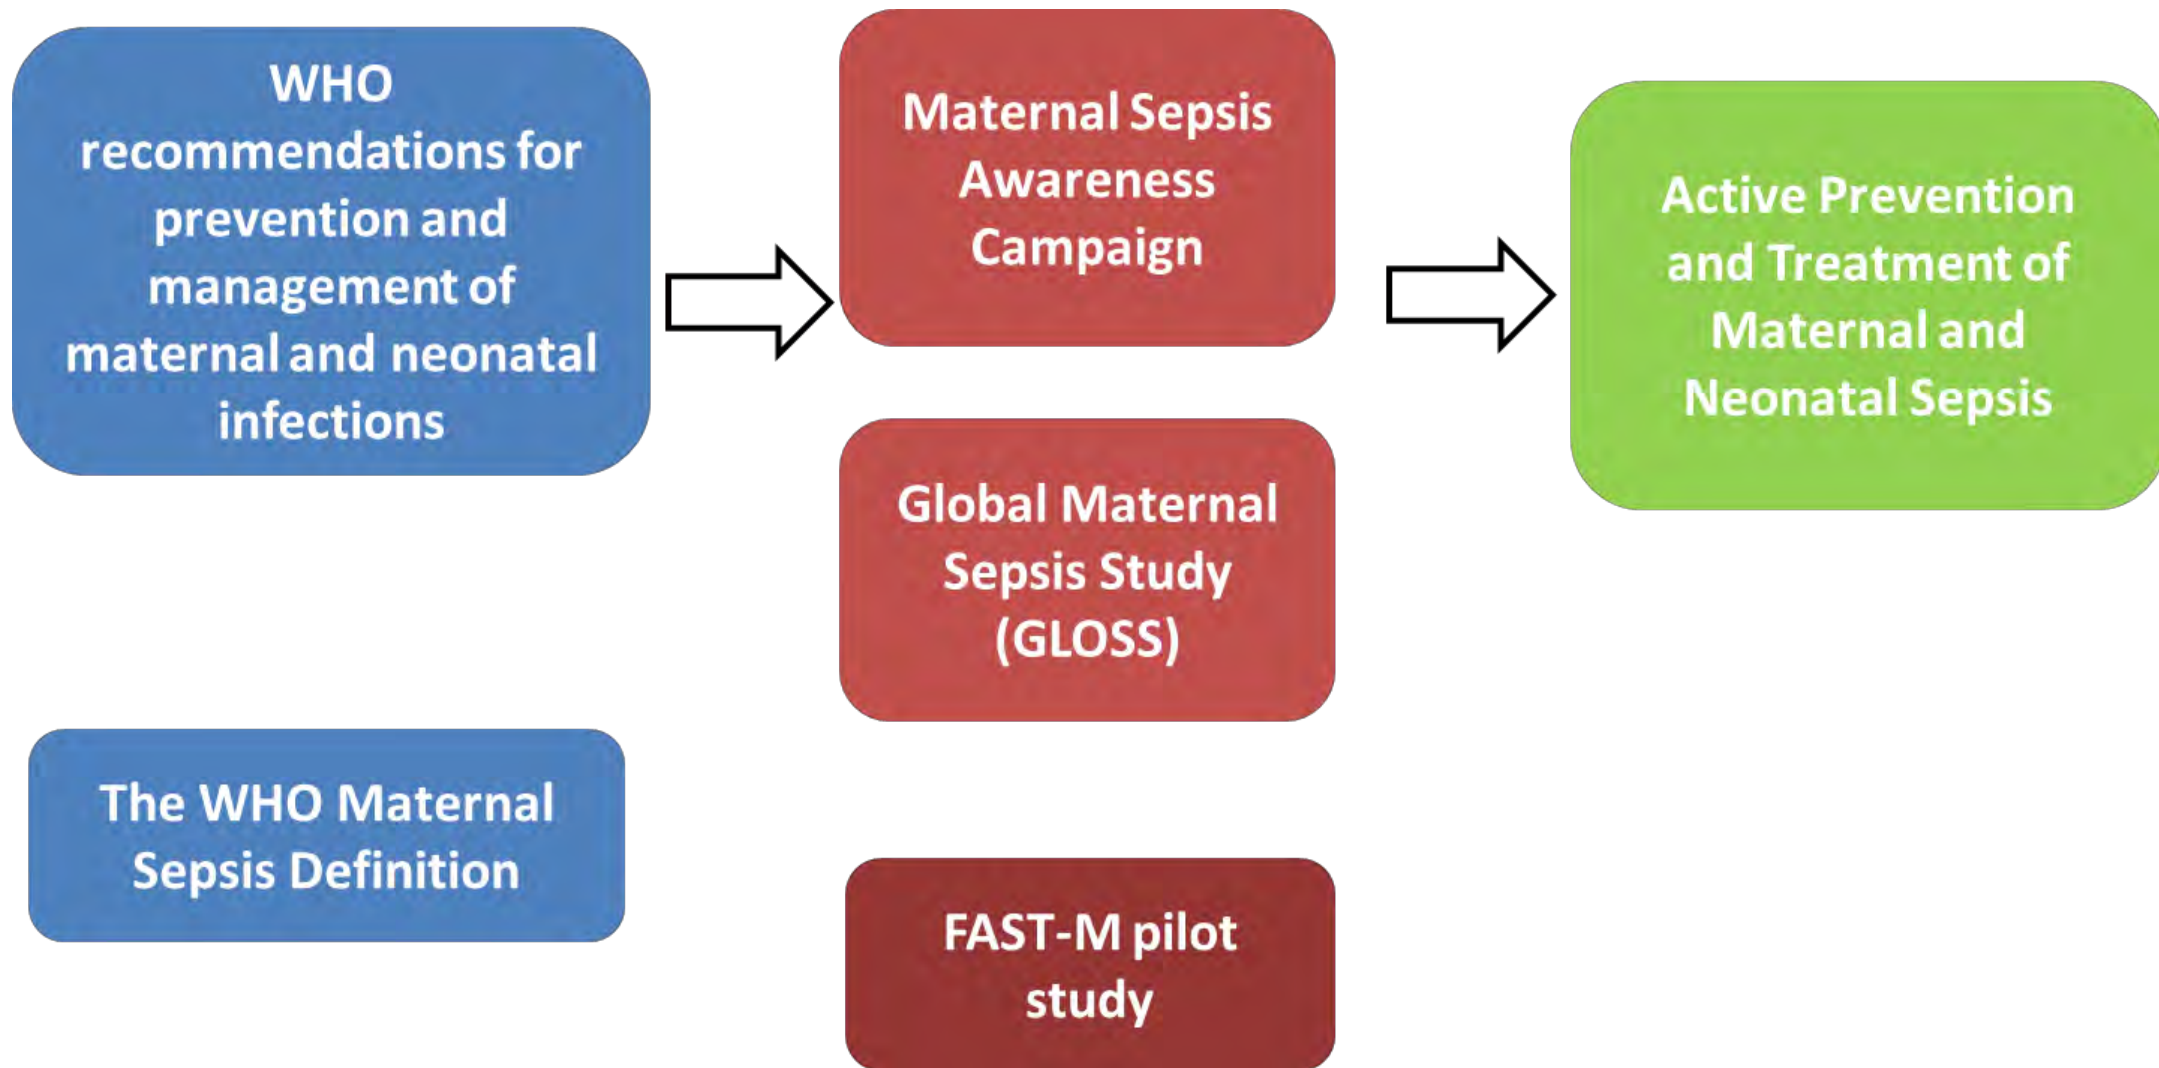 WHO
recommendations for
prevention and
management of
maternal and neonatal
infections
The WHO Maternal
Sepsis Definition
Maternal Sepsis
Awareness
Campaign
Global Maternal
Sepsis Study
(GLOSS)
FAST-M pilot
study
Active Prevention
and Treatment of
Maternal and
Neonatal Sepsis